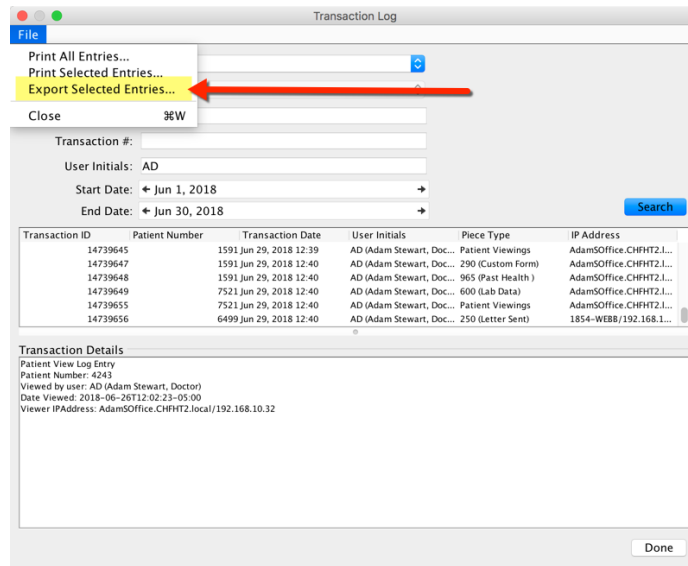 Transaction Log
File
Print All Entries...
Print Selected Entries...
Export Selected Entries...
Close ⌘W
Transaction #:
User Initials: AD
Start Date: Jun 1, 2018
End Date: Jun 30, 2018
Search
Transaction ID Patient Number Transaction Date User Initials Piece Type IP Address
14739645 1591 Jun 29, 2018 12:39 AD (Adam Stewart, Doc... Patient Viewings AdamSOffice.CHFHT2.l...
14739647 1591 Jun 29, 2018 12:40 AD (Adam Stewart, Doc... 290 (Custom Form) AdamSOffice.CHFHT2.l...
14739648 1591 Jun 29, 2018 12:40 AD (Adam Stewart, Doc... 965 (Past Health ) AdamSOffice.CHFHT2.l...
14739649 7521 Jun 29, 2018 12:40 AD (Adam Stewart, Doc... 600 (Lab Data) AdamSOffice.CHFHT2.l...
14739655 7521 Jun 29, 2018 12:40 AD (Adam Stewart, Doc... Patient Viewings AdamSOffice.CHFHT2.l...
14739656 6499 Jun 29, 2018 12:40 AD (Adam Stewart, Doc... 250 (Letter Sent) 1854-WEBB/192.168.1...
Transaction Details
Patient View Log Entry
Patient Number: 4243
Viewed by user: AD (Adam Stewart, Doctor)
Date Viewed: 2018-06-26T12:02:23-05:00
Viewer IPAddress: AdamSOffice.CHFHT2.local/192.168.10.32
Done